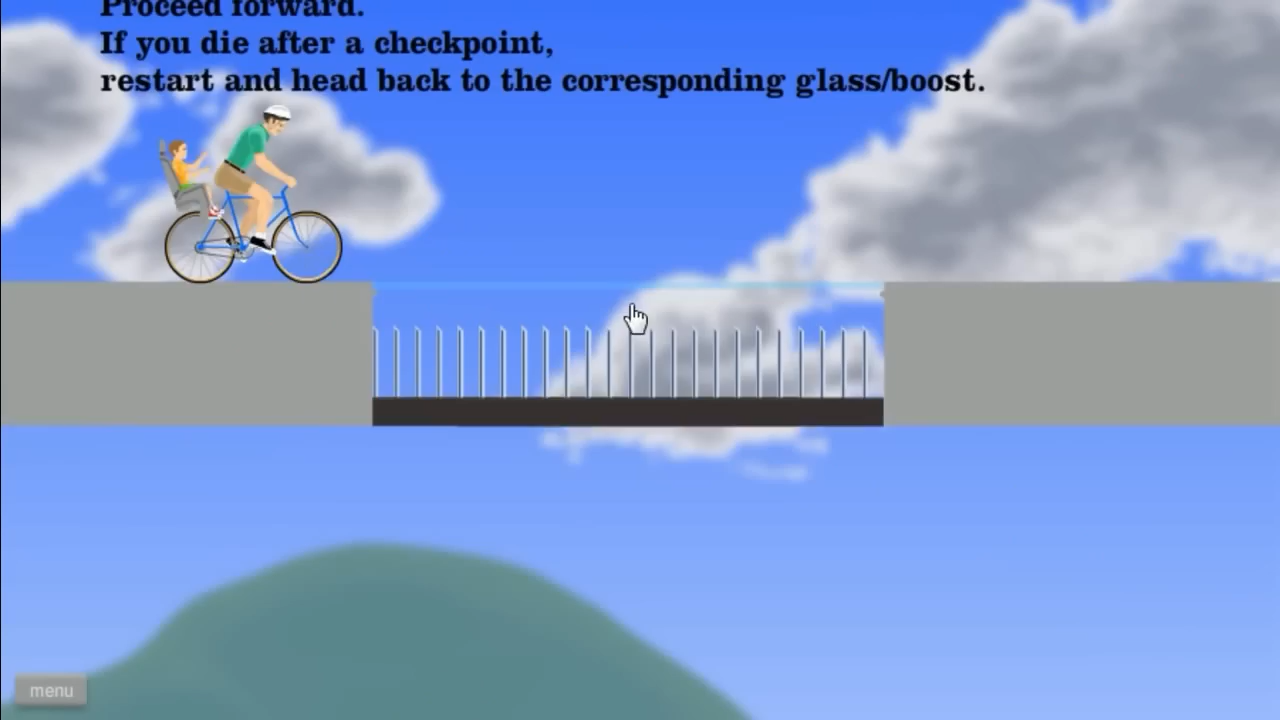 Proceed forward.
If you die after a checkpoint,
restart and head back to the corresponding glass/boost.
menu